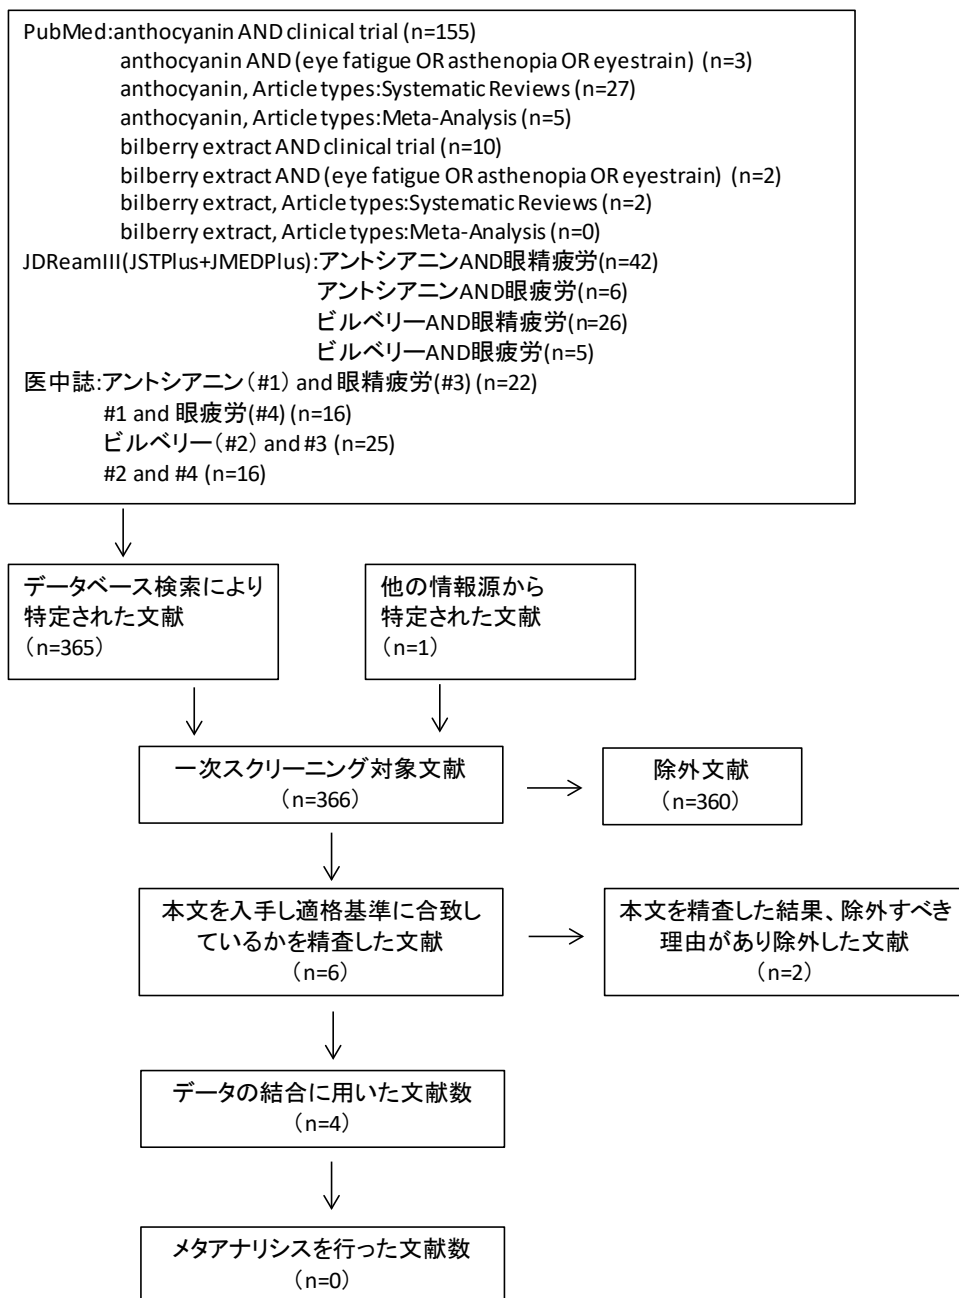 PubMed:anthocyanin AND clinical trial (n=155)
anthocyanin AND (eye fatigue OR asthenopia OR eyestrain) (n=3)
anthocyanin, Article types:Systematic Reviews (n=27)
anthocyanin, Article types:Meta-Analysis (n=5)
bilberry extract AND clinical trial (n=10)
bilberry extract AND (eye fatigue OR asthenopia OR eyestrain) (n=2)
bilberry extract, Article types:Systematic Reviews (n=2)
bilberry extract, Article types:Meta-Analysis (n=0)
JDReamIII(JSTPlus+JMEDPlus):アントシアニンAND眼精疲労(n=42)
アントシアニンAND眼疲労(n=6)
ビルベリーAND眼精疲労(n=26)
ビルベリーAND眼疲労(n=5)
医中誌:アントシアニン(#1) and 眼精疲労(#3) (n=22)
#1 and 眼疲労(#4) (n=16)
ビルベリー(#2) and #3 (n=25)
#2 and #4 (n=16)
データベース検索により
特定された文献
(n=365)
他の情報源から
特定された文献
(n=1)
一次スクリーニング対象文献
(n=366)
除外文献
(n=360)
本文を入手し適格基準に合致し
ているかを精査した文献
(n=6)
本文を精査した結果、除外すべき
理由があり除外した文献
(n=2)
データの結合に用いた文献数
(n=4)
メタアナリシスを行った文献数
(n=0)